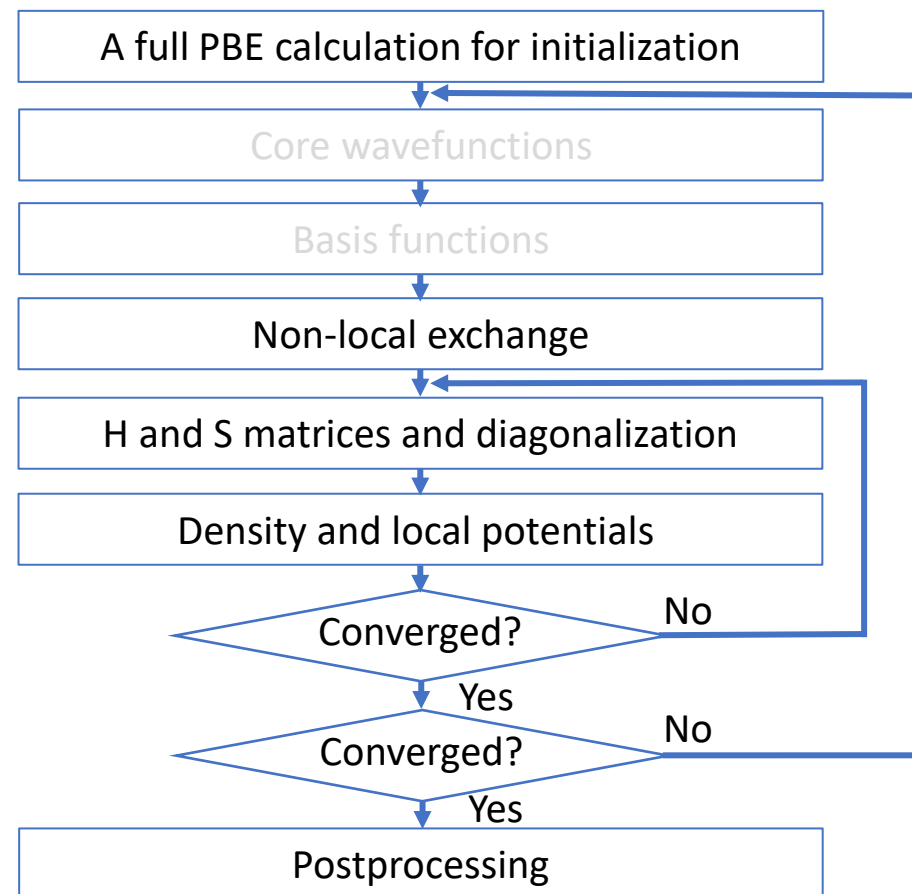 A full PBE calculation for initialization
Core wavefunctions
Basis functions
Non-local exchange
H and S matrices and diagonalization
Density and local potentials
Converged?
No
Yes
Converged?
No
Yes
Postprocessing